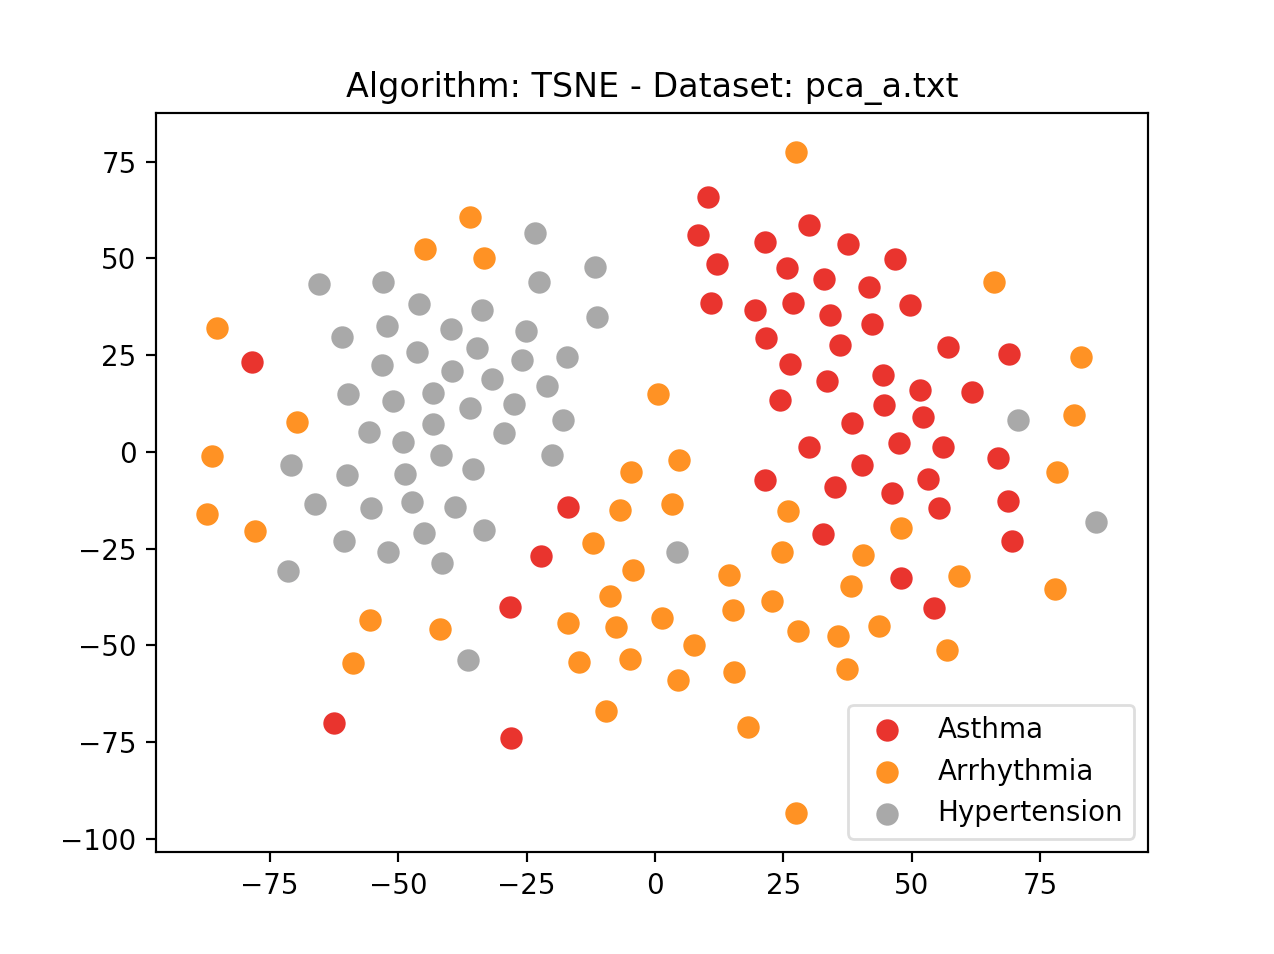 Algorithm: TSNE - Dataset: pca_a.txt
75
50
25
0
−25
−50
−75
−100
−75 −50 −25 0 25 50 75
Asthma
Arrhythmia
Hypertension